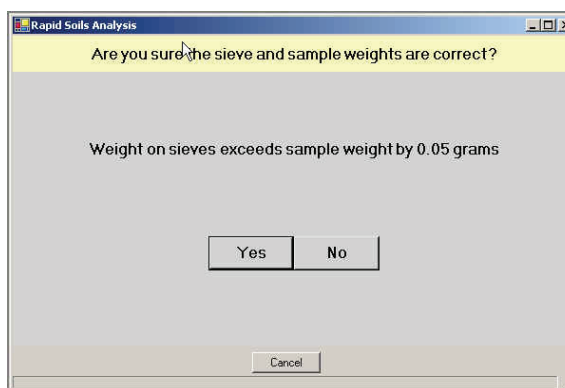 Rapid Soils Analysis
Are you sure the sieve and sample weights are correct?
Weight on sieves exceeds sample weight by 0.05 grams
Yes No
Cancel